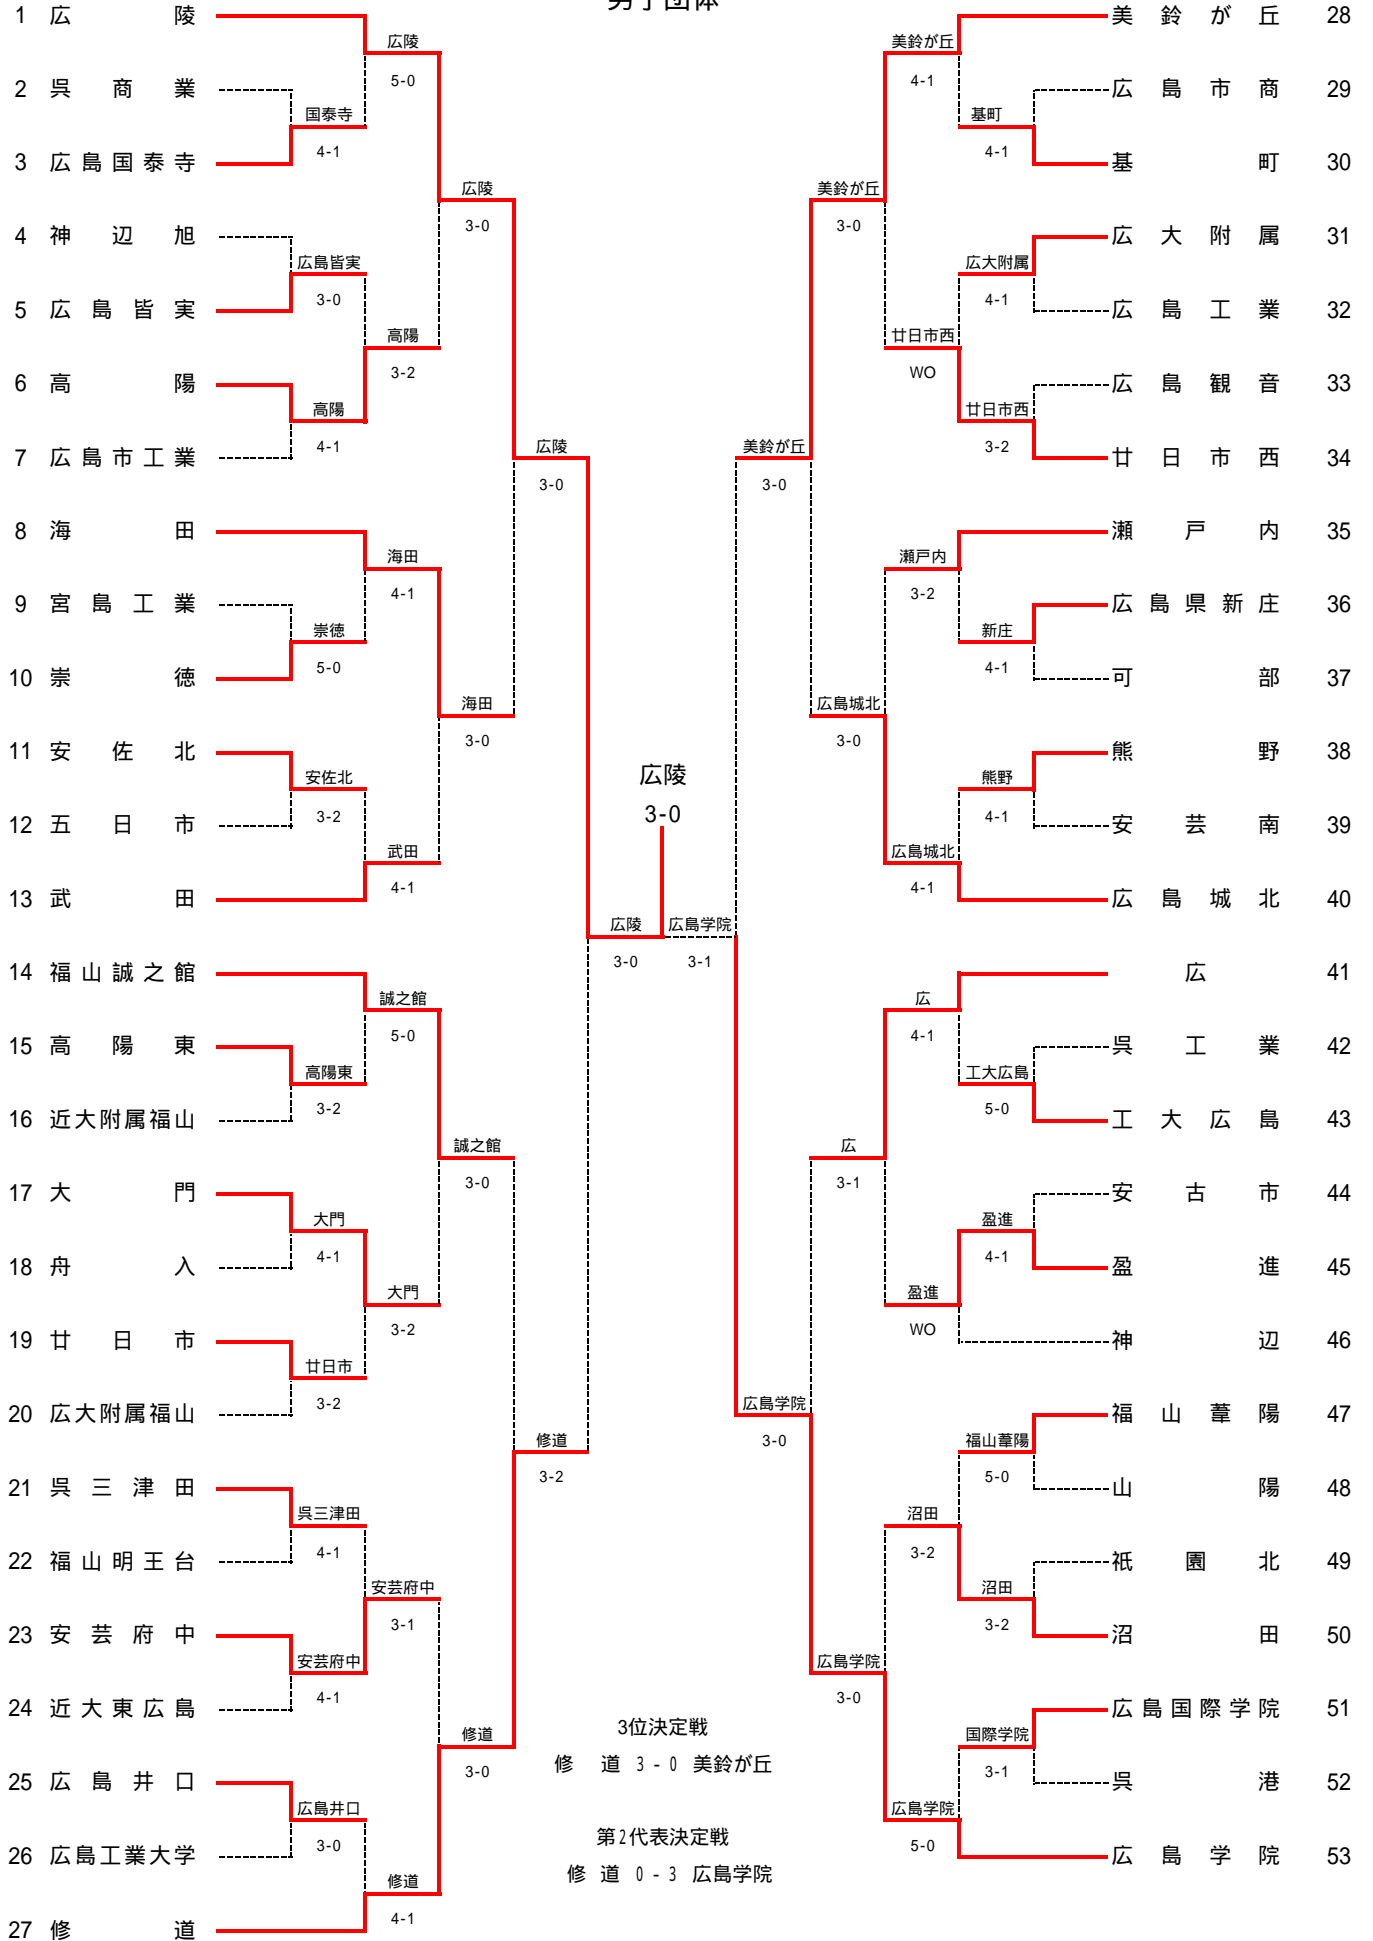 男子団体
1 広陵
2 呉商業
3 広島国泰寺
4 神辺旭
5 広島皆実
6 高陽
7 広島市工業
8 海田
9 宮島工業
10 崇徳
11 安佐北
12 五日市
13 武田
14 福山誠之館
15 高陽東
16 近大附属福山
17 大門
18 舟入
19 廿日市
20 広大附属福山
21 呉三津田
22 福山明王台
23 安芸府中
24 近大東広島
25 広島井口
26 広島工業大学
27 修道
国泰寺
4-1
広島皆実
3-0
高陽
4-1
崇徳
5-0
安佐北
3-2
高陽東
3-2
大門
4-1
廿日市
3-2
呉三津田
4-1
安芸府中
4-1
広島井口
3-0
広陵
5-0
高陽
3-2
海田
4-1
武田
4-1
誠之館
5-0
大門
3-2
安芸府中
3-1
修道
4-1
広陵
3-0
海田
3-0
誠之館
3-0
修道
3-0
広陵
3-0
修道
3-2
広陵
3-0
広陵
3-0
広島学院
3-1
美鈴が丘
3-0
広島学院
3-0
美鈴が丘
3-0
広島城北
3-0
広
3-1
広島学院
3-0
美鈴が丘
4-1
廿日市西
WO
瀬戸内
3-2
広島城北
4-1
広
4-1
盈進
WO
沼田
3-2
広島学院
5-0
基町
4-1
広大附属
4-1
廿日市西
3-2
新庄
4-1
熊野
4-1
工大広島
5-0
盈進
4-1
福山葦陽
5-0
沼田
3-2
国際学院
3-1
美鈴が丘 28
広島市商 29
基町 30
広大附属 31
広島工業 32
広島観音 33
廿日市西 34
瀬戸内 35
広島県新庄 36
可部 37
熊野 38
安芸南 39
広島城北 40
広 41
呉工業 42
工大広島 43
安古市 44
盈進 45
神辺 46
福山葦陽 47
山陽 48
祇園北 49
沼田 50
広島国際学院 51
呉港 52
広島学院 53
3位決定戦
修道 3-0 美鈴が丘
第2代表決定戦
修道 0-3 広島学院